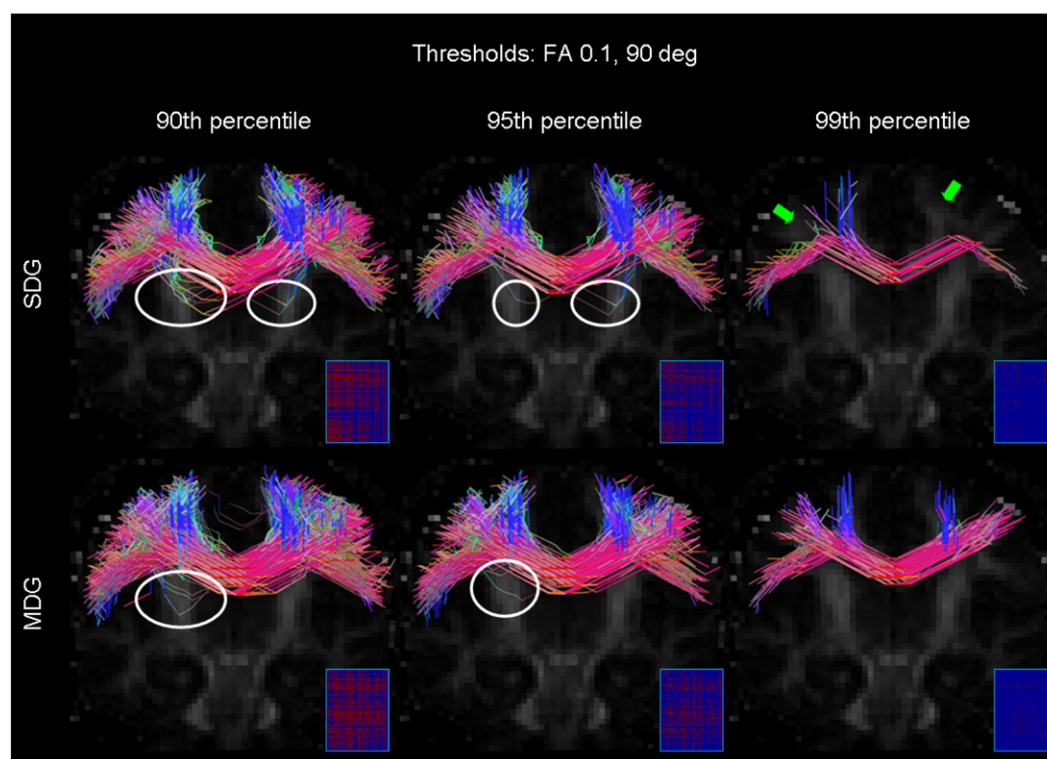 Thresholds: FA 0.1, 90 deg
90th percentile
95th percentile
99th percentile
SDG
MDG